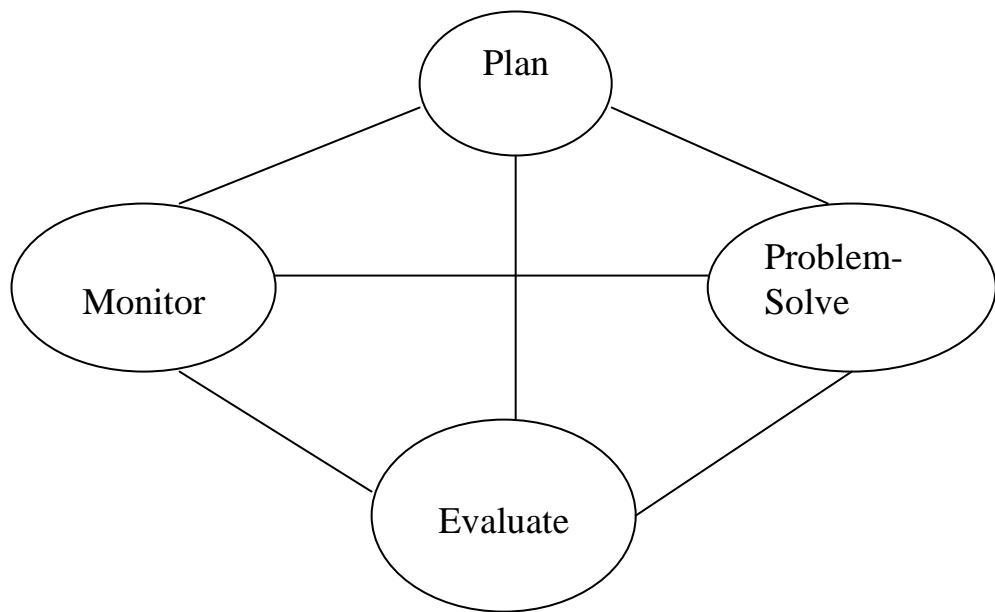 Plan
Problem-
Solve
Monitor
Evaluate